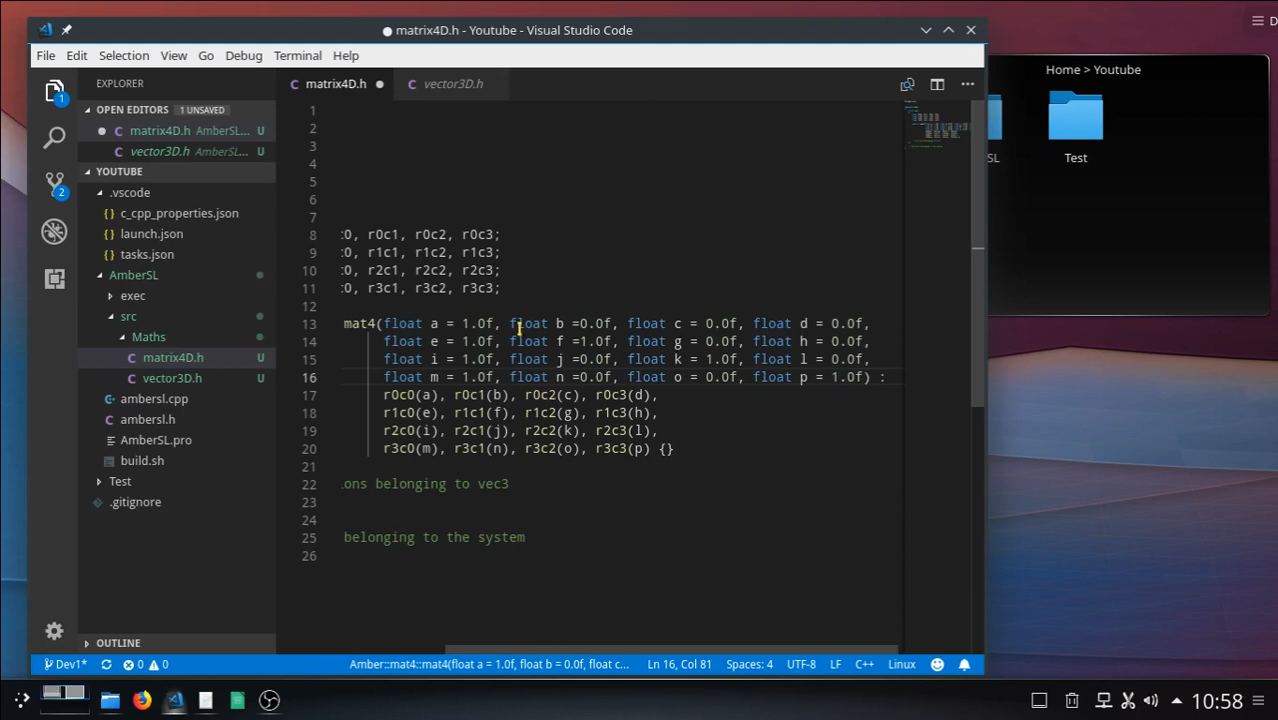 matrix4D.h - Youtube - Visual Studio Code
D
File Edit Selection View Go Debug Terminal Help
Home > Youtube
EXPLORER
matrix4D.h
vector3D.h
OPEN EDITORS 1 UNSAVED
matrix4D.h AmberSL... U
vector3D.h AmberSL... U
SL
Test
YOUTUBE
.vscode
c_cpp_properties.json
launch.json
tasks.json
AmberSL
exec
src
Maths
matrix4D.h U
vector3D.h U
ambersl.cpp
ambersl.h
AmberSL.pro
build.sh
Test
.gitignore
OUTLINE
1
2
1
2
3
4
5
6
7
8 :0, r0c1, r0c2, r0c3;
9 :0, r1c1, r1c2, r1c3;
10 :0, r2c1, r2c2, r2c3;
11 :0, r3c1, r3c2, r3c3;
12
13 mat4(float a = 1.0f, float b =0.0f, float c = 0.0f, float d = 0.0f,
14 float e = 1.0f, float f =1.0f, float g = 0.0f, float h = 0.0f,
15 float i = 1.0f, float j =0.0f, float k = 1.0f, float l = 0.0f,
16 float m = 1.0f, float n =0.0f, float o = 0.0f, float p = 1.0f) :
17 r0c0(a), r0c1(b), r0c2(c), r0c3(d),
18 r1c0(e), r1c1(f), r1c2(g), r1c3(h),
19 r2c0(i), r2c1(j), r2c2(k), r2c3(l),
20 r3c0(m), r3c1(n), r3c2(o), r3c3(p) {}
21
22 .ons belonging to vec3
23
24
25 belonging to the system
26
Dev1* 0 0 Amber::mat4::mat4(float a = 1.0f, float b = 0.0f, float c... Ln 16, Col 81 Spaces: 4 UTF-8 LF C++ Linux
10:58